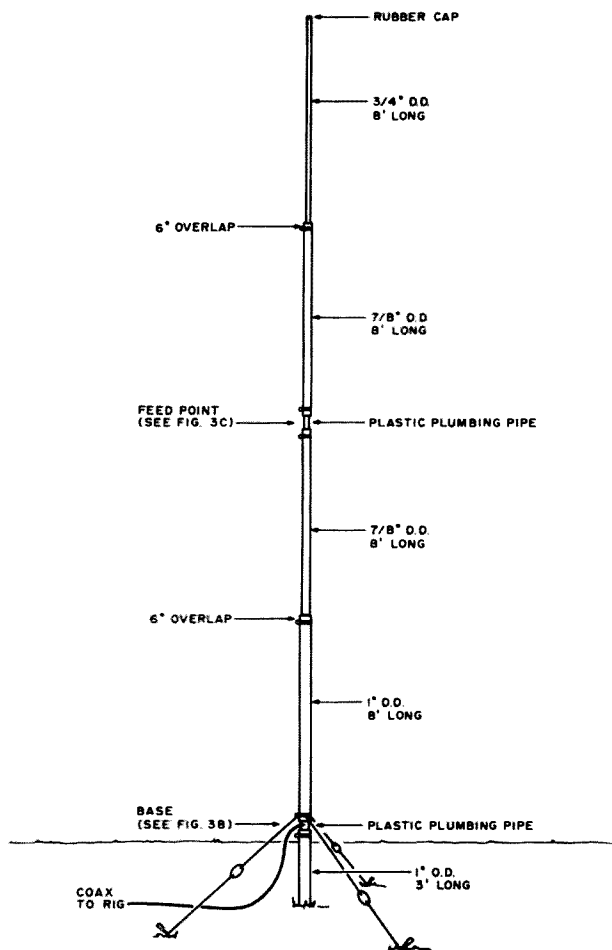 RUBBER CAP
3/4" O.D.
8' LONG
6" OVERLAP
7/8" O.D
8' LONG
FEED POINT
(SEE FIG. 3C)
PLASTIC PLUMBING PIPE
7/8" O.D.
8' LONG
6" OVERLAP
1" O.D.
8' LONG
BASE
(SEE FIG. 3B)
PLASTIC PLUMBING PIPE
1" O.D.
3' LONG
COAX
TO RIG